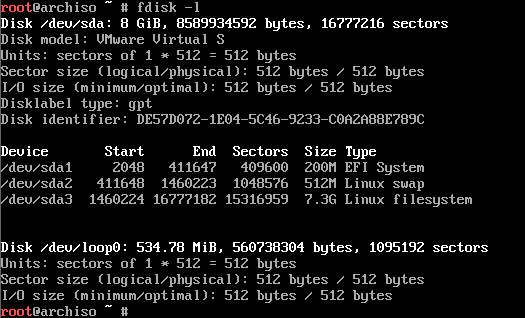 root@archiso ~ # fdisk -l
Disk /dev/sda: 8 GiB, 8589934592 bytes, 16777216 sectors
Disk model: VMware Virtual S
Units: sectors of 1 * 512 = 512 bytes
Sector size (logical/physical): 512 bytes / 512 bytes
I/O size (minimum/optimal): 512 bytes / 512 bytes
Disklabel type: gpt
Disk identifier: DE57D072-1E04-5C46-9233-C0A2A88E789C
Device       Start      End  Sectors  Size Type
/dev/sda1     2048   411647   409600  200M EFI System
/dev/sda2   411648  1460223  1048576  512M Linux swap
/dev/sda3  1460224 16777182 15316959  7.3G Linux filesystem
Disk /dev/loop0: 534.78 MiB, 560738304 bytes, 1095192 sectors
Units: sectors of 1 * 512 = 512 bytes
Sector size (logical/physical): 512 bytes / 512 bytes
I/O size (minimum/optimal): 512 bytes / 512 bytes
root@archiso ~ #